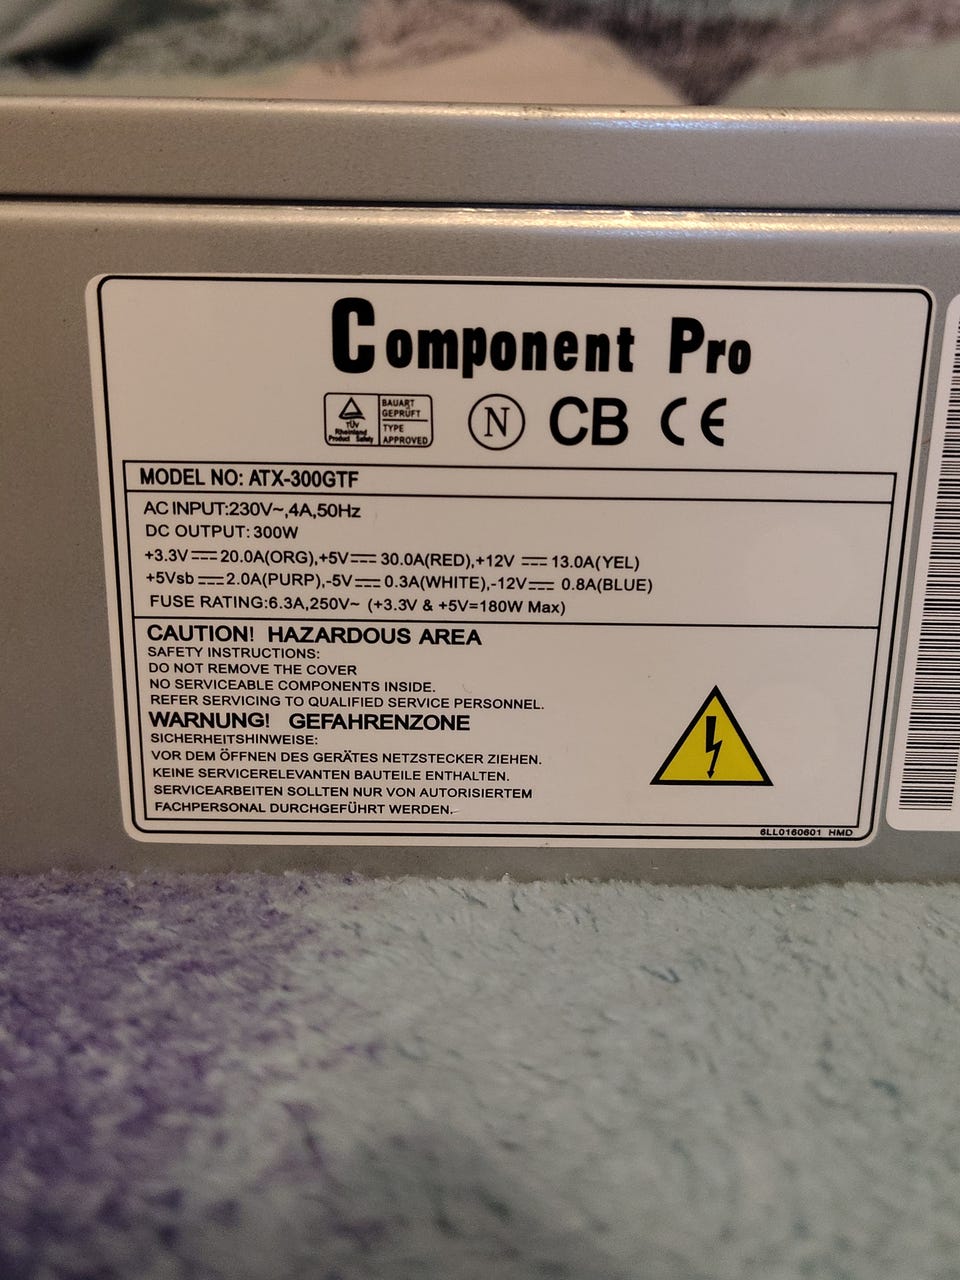 Component Pro
TÜV
Rheinland
Product Safety
BAUART
GEPRÜFT
TYPE
APPROVED
N
CB CE
MODEL NO: ATX-300GTF
AC INPUT:230V~,4A,50Hz
DC OUTPUT: 300W
+3.3V ⎓ 20.0A(ORG),+5V ⎓ 30.0A(RED),+12V ⎓ 13.0A(YEL)
+5Vsb ⎓ 2.0A(PURP),-5V ⎓ 0.3A(WHITE),-12V ⎓ 0.8A(BLUE)
FUSE RATING:6.3A,250V~ (+3.3V & +5V=180W Max)
CAUTION! HAZARDOUS AREA
SAFETY INSTRUCTIONS:
DO NOT REMOVE THE COVER
NO SERVICEABLE COMPONENTS INSIDE.
REFER SERVICING TO QUALIFIED SERVICE PERSONNEL.
WARNUNG! GEFAHRENZONE
SICHERHEITSHINWEISE:
VOR DEM ÖFFNEN DES GERÄTES NETZSTECKER ZIEHEN.
KEINE SERVICERELEVANTEN BAUTEILE ENTHALTEN.
SERVICEARBEITEN SOLLTEN NUR VON AUTORISIERTEM
FACHPERSONAL DURCHGEFÜHRT WERDEN.
6LL0160601 HMD